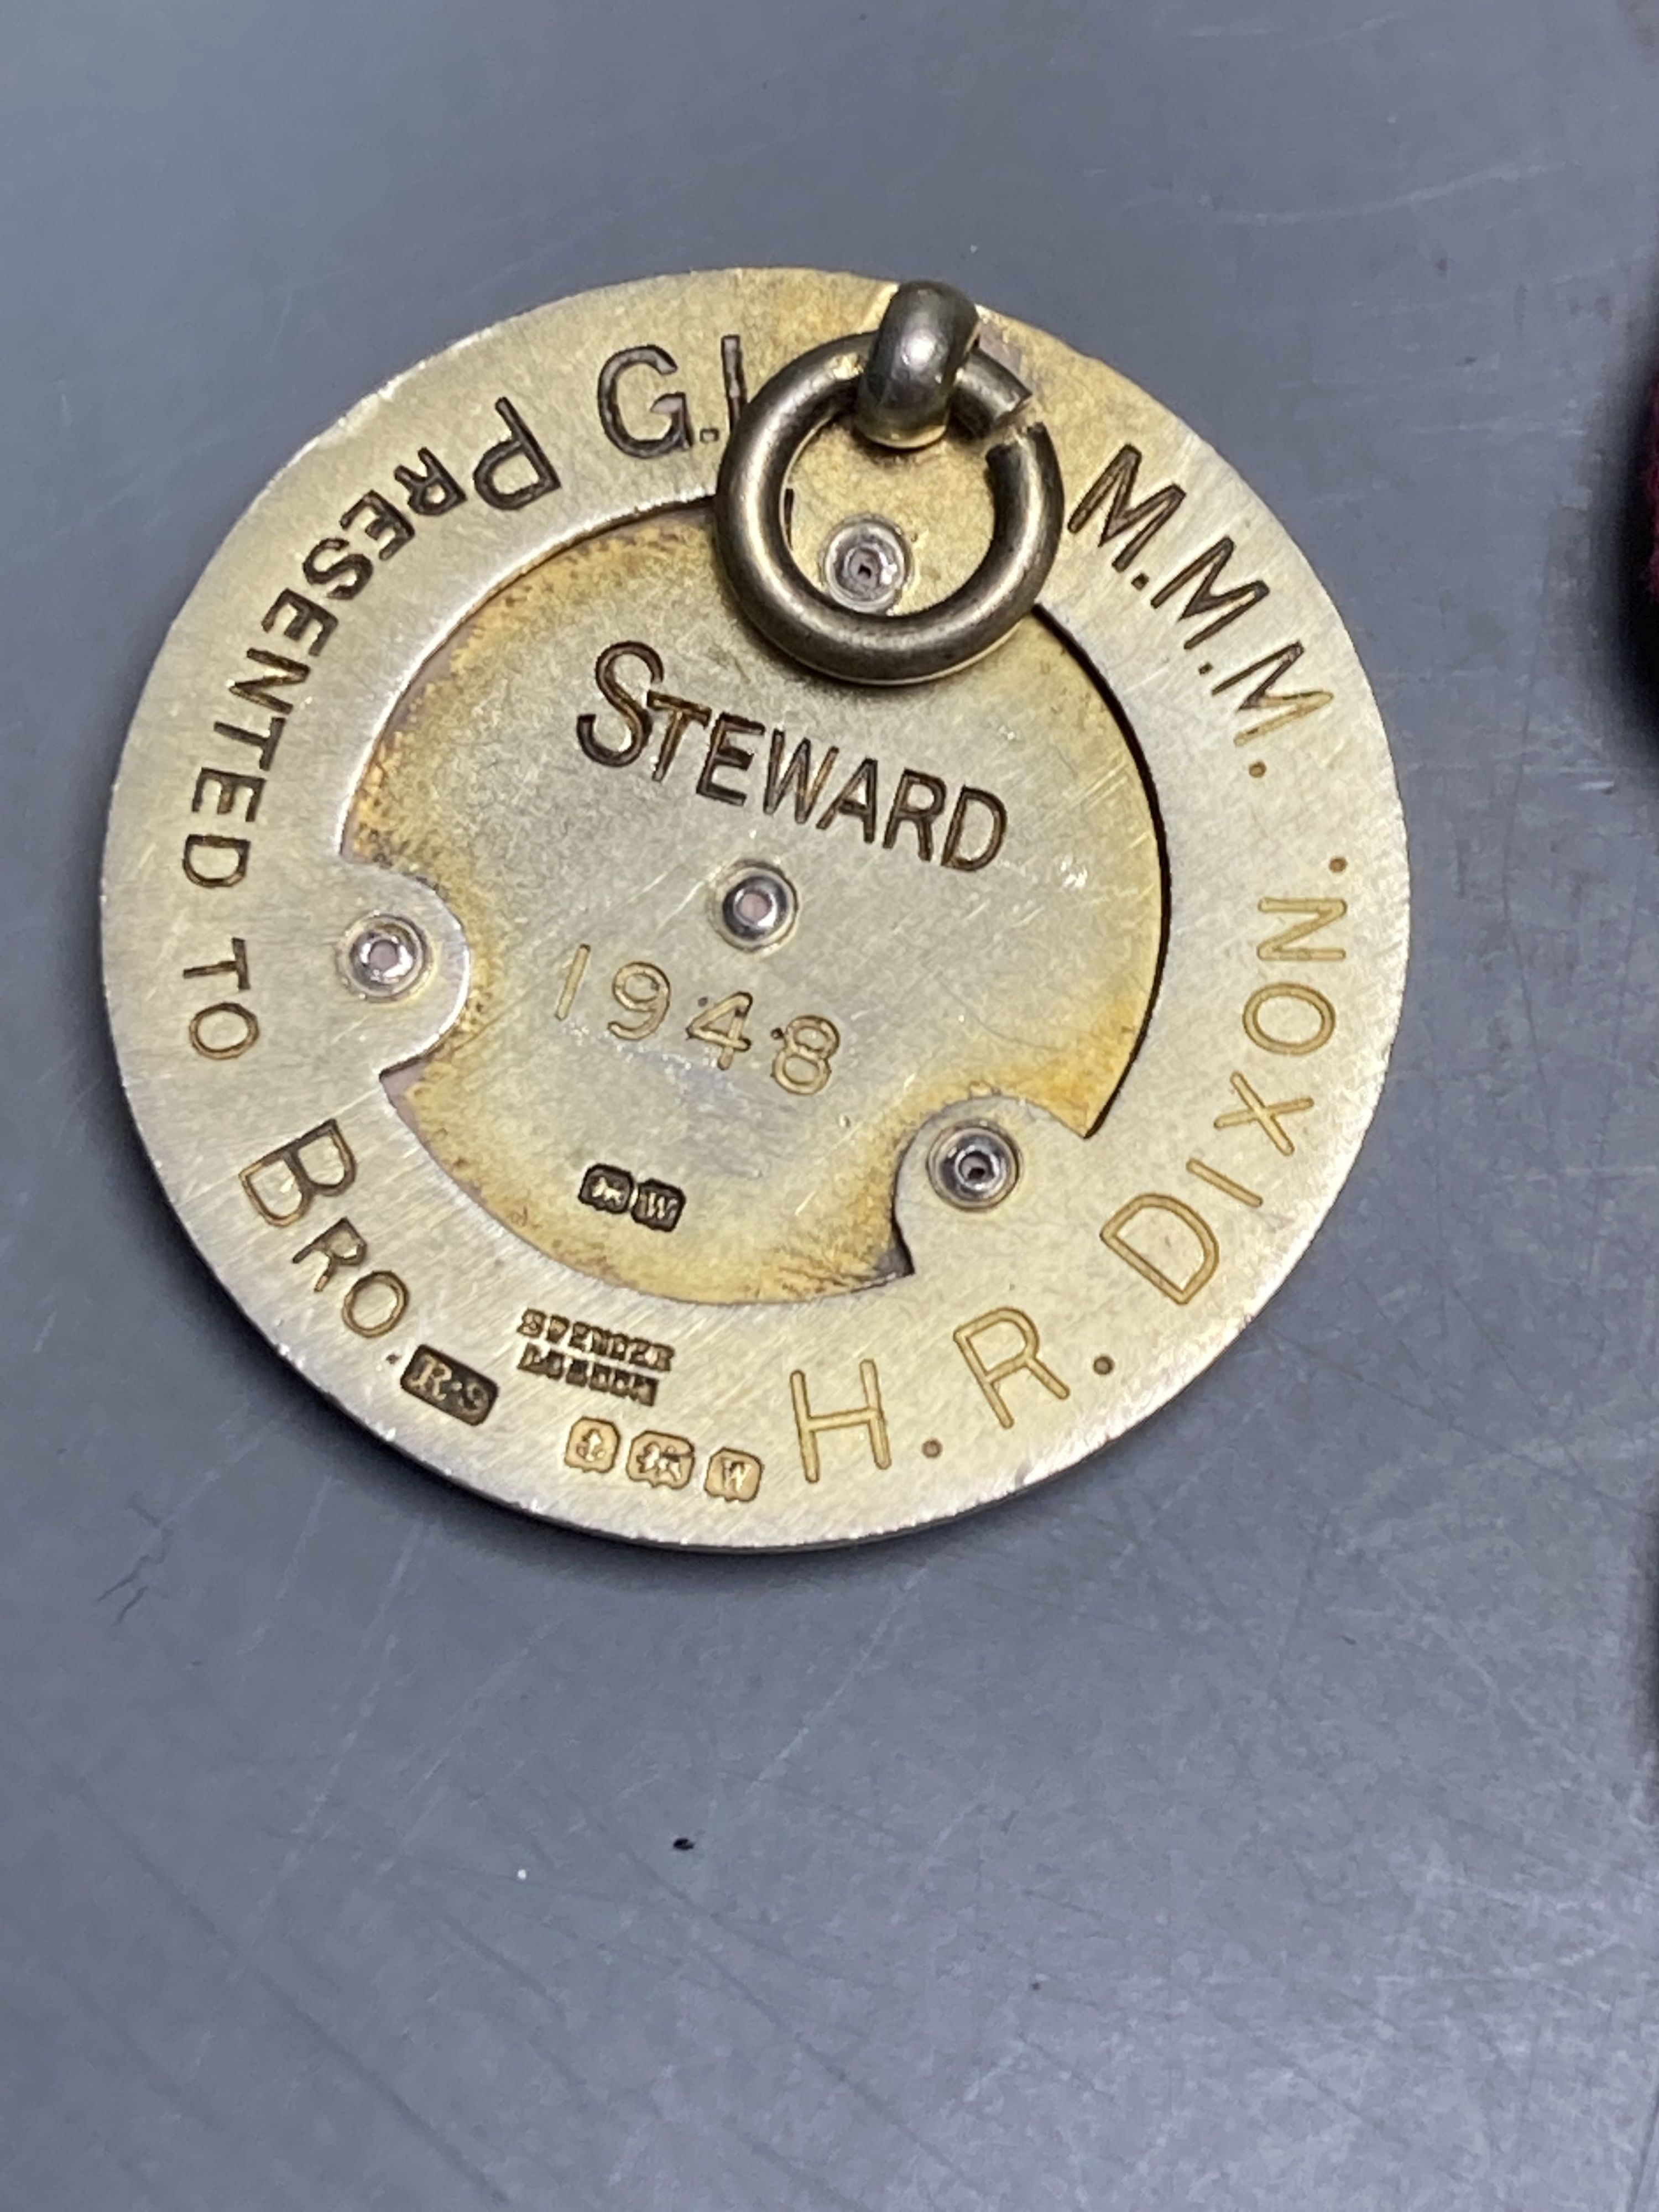 G.L M.M.M.
PRESENTED TO BRO. H.R. DIXON.
STEWARD
1948
W
R.S
SPENCER
LONDON
W